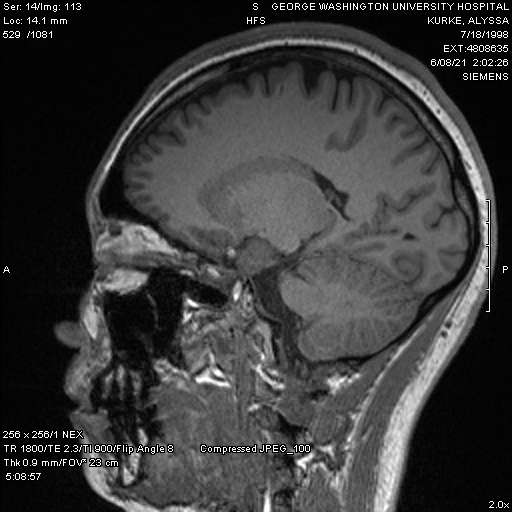 Ser: 14/Img: 113
Loc: 14.1 mm
529 /1081
S
HFS
GEORGE WASHINGTON UNIVERSITY HOSPITAL
KURKE, ALYSSA
7/18/1998
EXT:4808635
6/08/21 2:02:26
SIEMENS
A
P
256 x 256/1 NEX
TR 1800/TE 2.3/TI 900/Flip Angle 8
Compressed JPEG_100
Thk 0.9 mm/FOV* 23 cm
5:08:57
2.0x